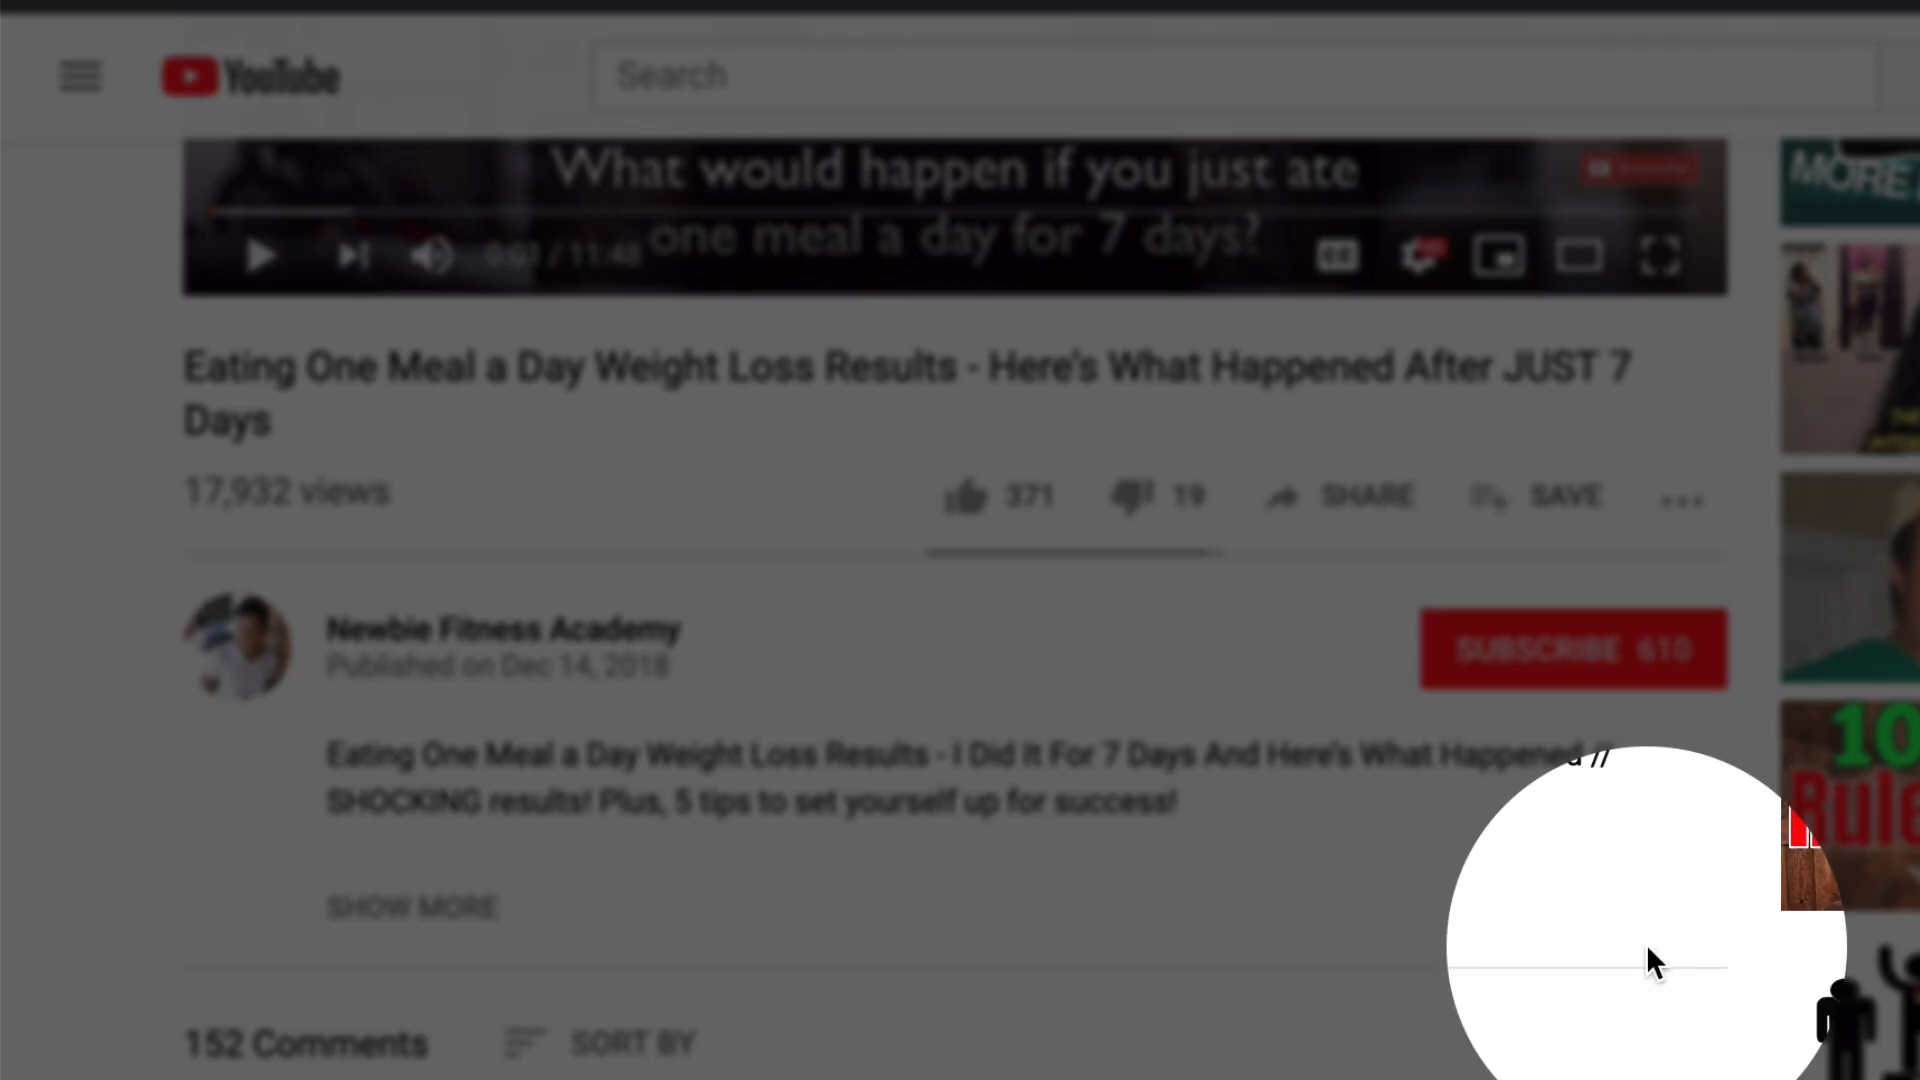 YouTube
Search
MORE
What would happen if you just ate
one meal a day for 7 days?
0:01 / 11:48
Eating One Meal a Day Weight Loss Results - Here's What Happened After JUST 7
Days
17,932 views
371
19
SHARE
SAVE
Newbie Fitness Academy
Published on Dec 14, 2018
SUBSCRIBE 610
Eating One Meal a Day Weight Loss Results - I Did It For 7 Days And Here's What Happened //
SHOCKING results! Plus, 5 tips to set yourself up for success!
10
Rule
SHOW MORE
152 Comments
SORT BY